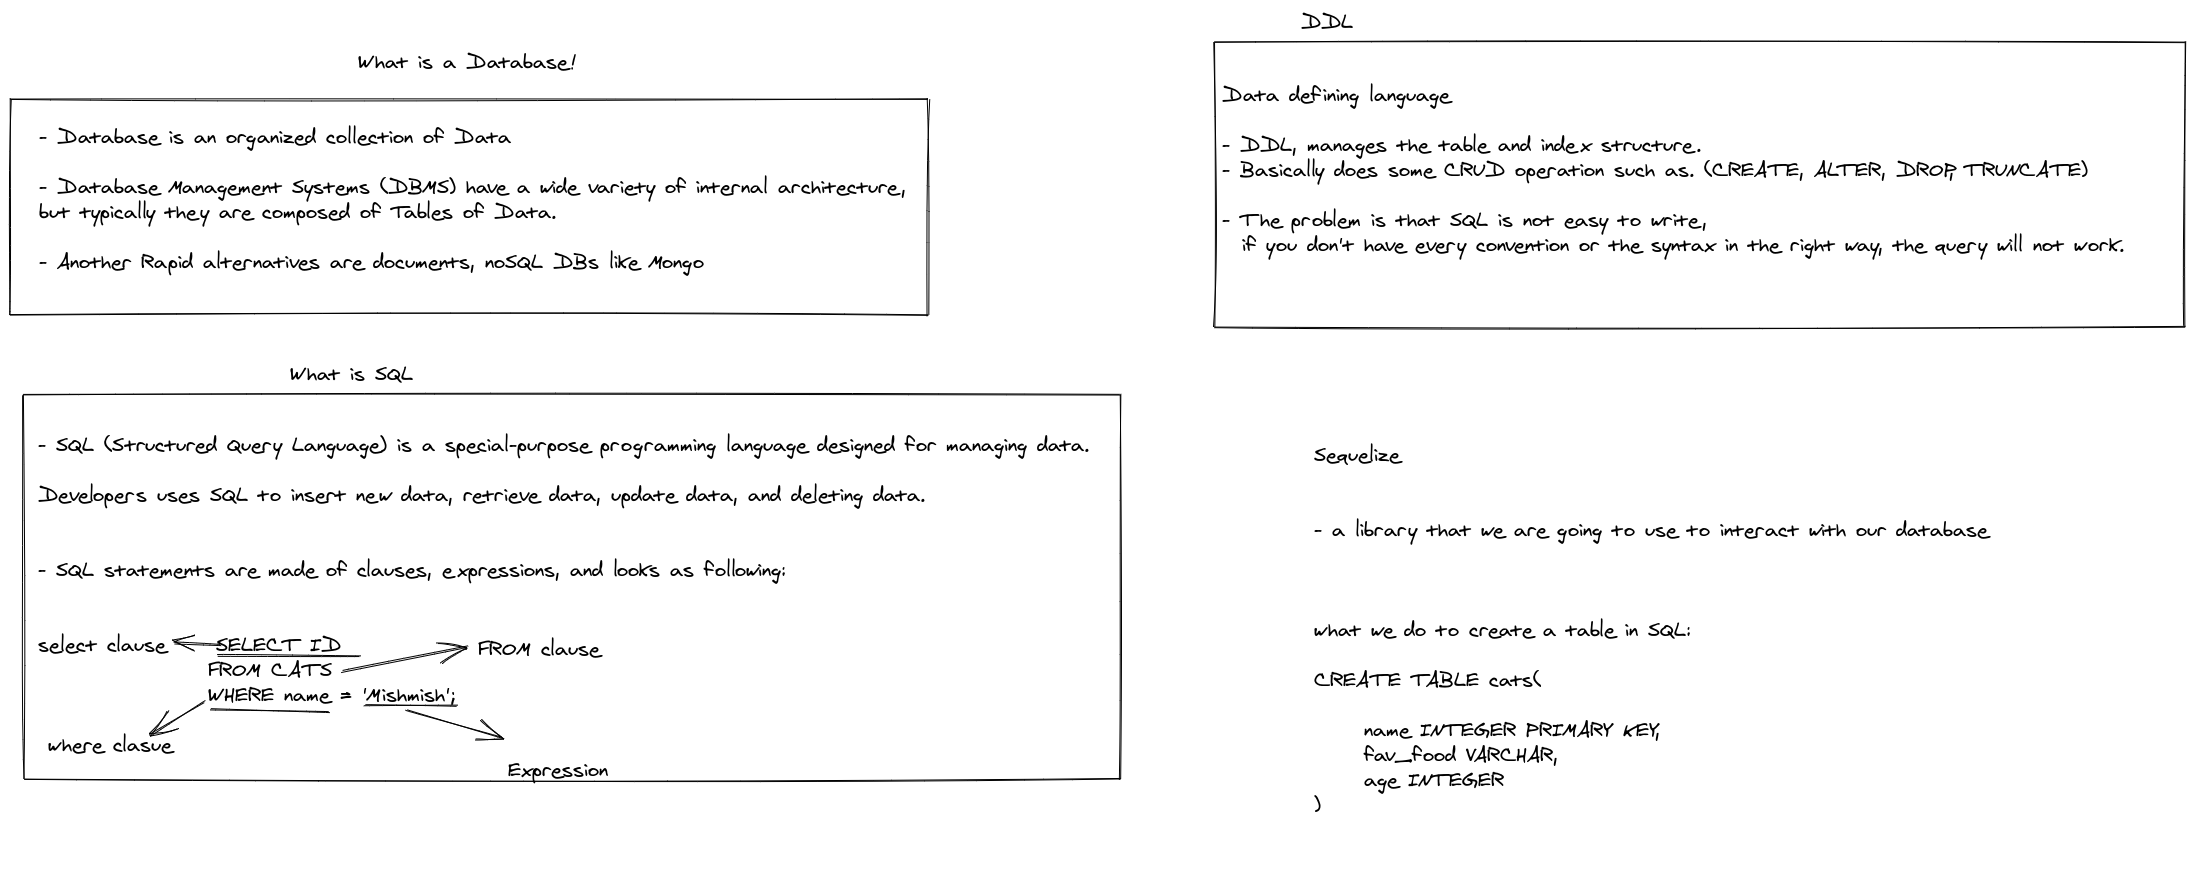 What is a Database!
- Database is an organized collection of Data
- Database Management Systems (DBMS) have a wide variety of internal architecture,
but typically they are composed of Tables of Data.
- Another Rapid alternatives are documents, noSQL DBs like Mongo
What is SQL
- SQL (Structured Query Language) is a special-purpose programming language designed for managing data.
Developers uses SQL to insert new data, retrieve data, update data, and deleting data.
- SQL statements are made of clauses, expressions, and looks as following:
select clause
SELECT ID
FROM clause
FROM CATS
WHERE name = 'Mishmish';
where clasue
Expression
DDL
Data defining language
- DDL, manages the table and index structure.
- Basically does some CRUD operation such as. (CREATE, ALTER, DROP, TRUNCATE)
- The problem is that SQL is not easy to write,
if you don't have every convention or the syntax in the right way, the query will not work.
Sequelize
- a library that we are going to use to interact with our database
what we do to create a table in SQL:
CREATE TABLE cats(
name INTEGER PRIMARY KEY,
fav_food VARCHAR,
age INTEGER
)